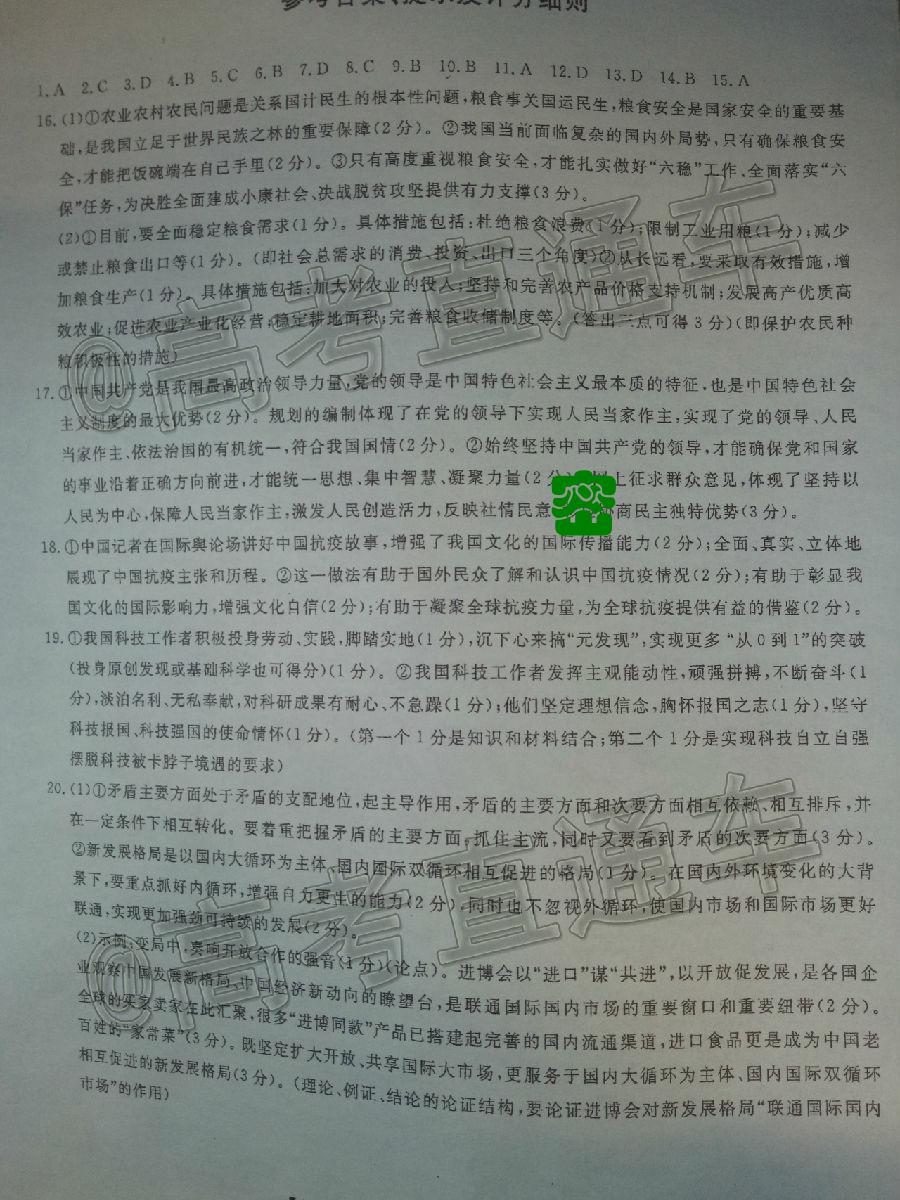 参考答案、提示及评分细则
1.A 2.C 3.D 4.B 5.C 6.B 7.D 8.C 9.B 10.B 11.A 12.D 13.D 14.B 15.A
16.(1)①农业农村农民问题是关系国计民生的根本性问题,粮食事关国运民生,粮食安全是国家安全的重要基
础,是我国立足于世界民族之林的重要保障(2分)。②我国当前面临复杂的国内外局势,只有确保粮食安
全,才能把饭碗端在自己手里(2分)。③只有高度重视粮食安全,才能扎实做好“六稳”工作、全面落实“六
保”任务,为决胜全面建成小康社会、决战脱贫攻坚提供有力支撑(3分)。
(2)①目前,要全面稳定粮食需求(1分)。具体措施包括:杜绝粮食浪费(1分);限制工业用粮(1分);减少
或禁止粮食出口等(1分)。(即社会总需求的消费、投资、出口三个角度)②从长远看,要采取有效措施,增
加粮食生产(1分)。具体措施包括:加大对农业的投入;坚持和完善农产品价格支持机制;发展高产优质高
效农业;促进农业产业化经营;稳定耕地面积;完善粮食收储制度等。(答出三点可得3分)(即保护农民种
粮积极性的措施)
17.①中国共产党是我国最高政治领导力量,党的领导是中国特色社会主义最本质的特征,也是中国特色社会
主义制度的最大优势(2分)。规划的编制体现了在党的领导下实现人民当家作主,实现了党的领导、人民
当家作主、依法治国的有机统一,符合我国国情(2分)。②始终坚持中国共产党的领导,才能确保党和国家
的事业沿着正确方向前进,才能统一思想、集中智慧、凝聚力量(2分 上征求群众意见,体现了坚持以
人民为中心,保障人民当家作主,激发人民创造活力,反映社情民意 商民主独特优势(3分)。
18.①中国记者在国际舆论场讲好中国抗疫故事,增强了我国文化的国际传播能力(2分);全面、真实、立体地
展现了中国抗疫主张和历程。②这一做法有助于国外民众了解和认识中国抗疫情况(2分);有助于彰显我
国文化的国际影响力,增强文化自信(2分);有助于凝聚全球抗疫力量,为全球抗疫提供有益的借鉴(2分)。
19.①我国科技工作者积极投身劳动、实践,脚踏实地(1分),沉下心来搞“元发现”,实现更多“从0到1”的突破
(投身原创发现或基础科学也可得分)(1分)。②我国科技工作者发挥主观能动性,顽强拼搏,不断奋斗(1
分),淡泊名利、无私奉献,对科研成果有耐心、不急躁(1分);他们坚定理想信念,胸怀报国之志(1分),坚守
科技报国、科技强国的使命情怀(1分)。(第一个1分是知识和材料结合;第二个1分是实现科技自立自强
摆脱科技被卡脖子境遇的要求)
20.(1)①矛盾主要方面处于矛盾的支配地位,起主导作用,矛盾的主要方面和次要方面相互依赖、相互排斥,并
在一定条件下相互转化。要着重把握矛盾的主要方面,抓住主流,同时又要看到矛盾的次要方面(3分)。
②新发展格局是以国内大循环为主体、国内国际双循环相互促进的格局(1分)。在国内外环境变化的大背
景下,要重点抓好内循环,增强自力更生的能力(2分),同时也不忽视外循环,使国内市场和国际市场更好
联通,实现更加强劲可持续的发展(2分)。
(2)示例:变局中,奏响开放合作的强音(1分)(论点)。进博会以“进口”谋“共进”,以开放促发展,是各国企
业观察中国发展新格局、中国经济新动向的瞭望台,是联通国际国内市场的重要窗口和重要纽带(2分)。
全球的买家卖家在此汇聚,很多“进博同款”产品已搭建起完善的国内流通渠道,进口食品更是成为中国老
百姓的“家常菜”(3分)。既坚定扩大开放、共享国际大市场,更服务于国内大循环为主体、国内国际双循环
相互促进的新发展格局(3分)。(理论、例证、结论的论证结构,要论证进博会对新发展格局“联通国际国内
市场”的作用)
@高考直通车
@高考直通车